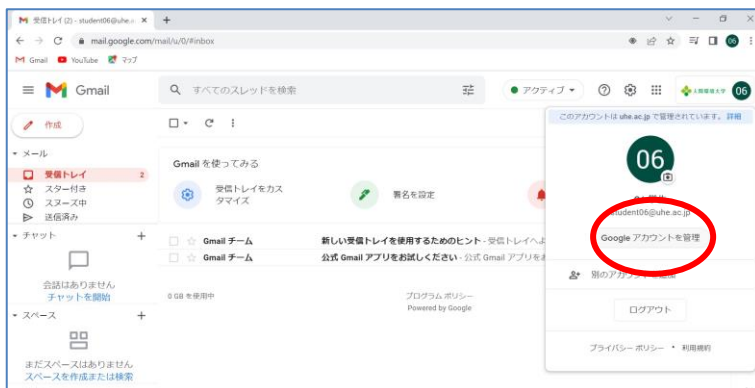 受信トレイ (2) - student06@uhe.
mail.google.com/mail/u/0/#inbox
Gmail
YouTube
マップ
Gmail
すべてのスレッドを検索
アクティブ
人間環境大学
06
作成
メール
受信トレイ 2
スター付き
スヌーズ中
送信済み
チャット
会話はありません
チャットを開始
スペース
まだスペースはありません
スペースを作成または検索
Gmail を使ってみる
受信トレイをカス
タマイズ
署名を設定
Gmail チーム 新しい受信トレイを使用するためのヒント - 受信トレイへよ
Gmail チーム 公式 Gmail アプリをお試しください - 公式 Gmail アプリをお
0 GB を使用中
プログラム ポリシー
Powered by Google
このアカウントは uhe.ac.jp で管理されています。 詳細
06
student06@uhe.ac.jp
Google アカウントを管理
別のアカウント
ログアウト
プライバシー ポリシー • 利用規約